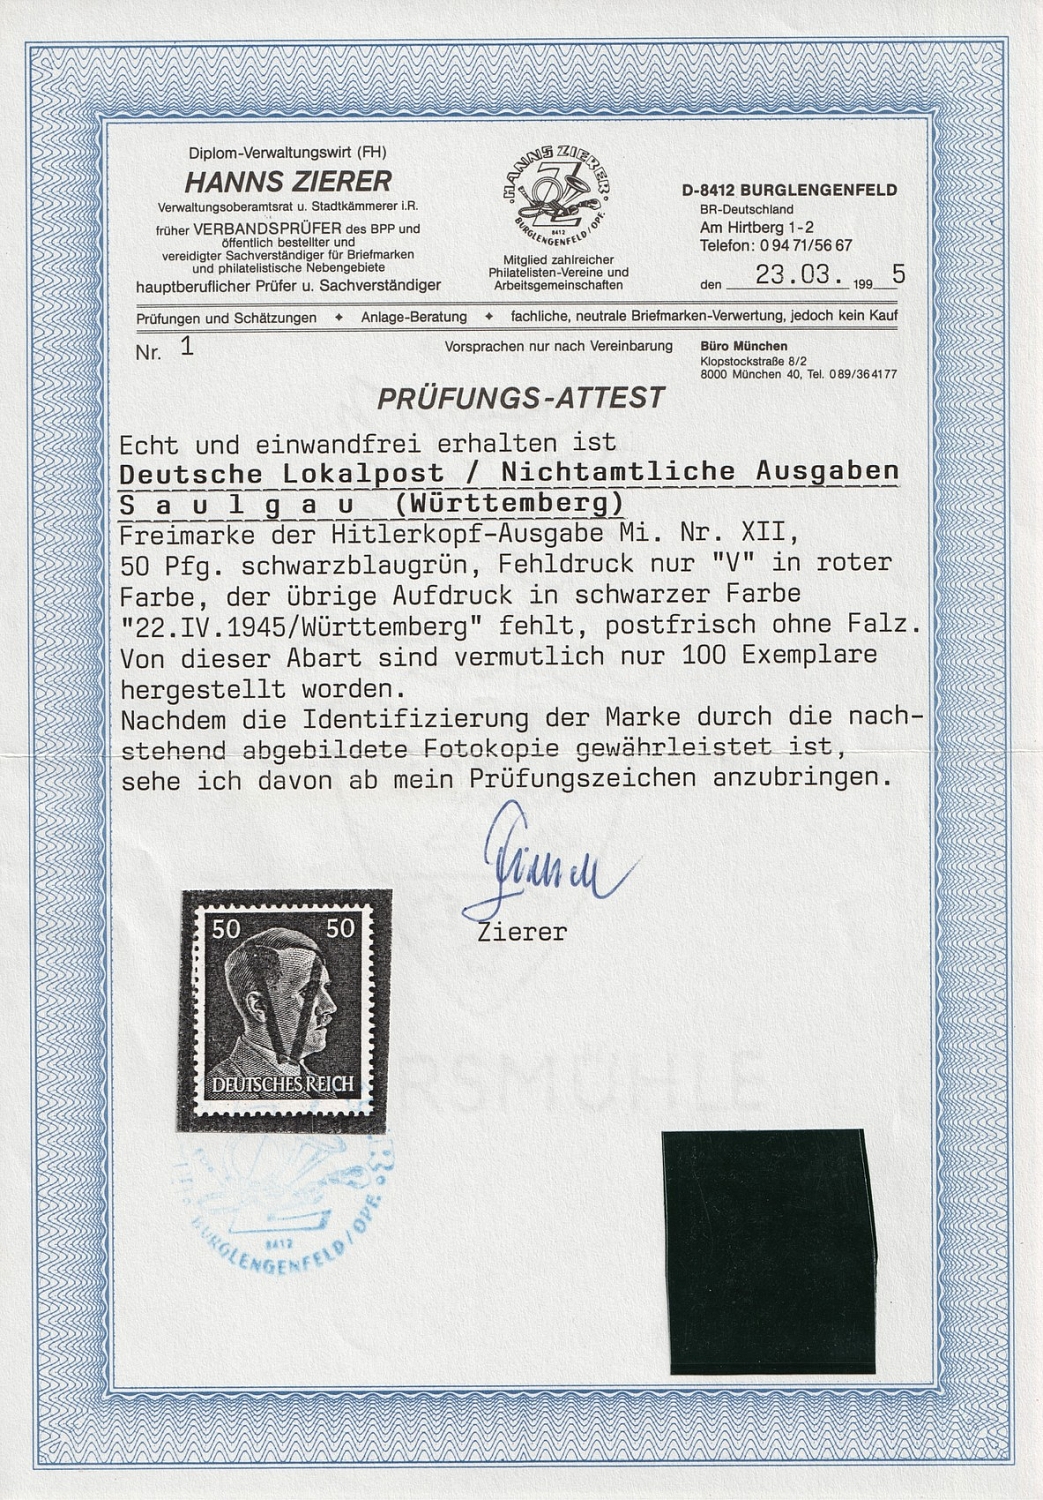 Diplom-Verwaltungswirt (FH)
HANNS ZIERER
Verwaltungsoberamtsrat u. Stadtkämmerer i.R.
früher VERBANDSPRÜFER des BPP und
öffentlich bestellter und
vereidigter Sachverständiger für Briefmarken
und philatelistische Nebengebiete
hauptberuflicher Prüfer u. Sachverständiger
HANNS ZIERER
8412
BURGLENGENFELD/OPF.
Mitglied zahlreicher
Philatelisten-Vereine und
Arbeitsgemeinschaften
D-8412 BURGLENGENFELD
BR-Deutschland
Am Hirtberg 1-2
Telefon: 0 94 71/56 67
den 23.03. 1995
Prüfungen und Schätzungen ✦ Anlage-Beratung ✦ fachliche, neutrale Briefmarken-Verwertung, jedoch kein Kauf
Nr. 1
Vorsprachen nur nach Vereinbarung
Büro München
Klopstockstraße 8/2
8000 München 40, Tel. 089/364177
PRÜFUNGS-ATTEST
Echt und einwandfrei erhalten ist
Deutsche Lokalpost / Nichtamtliche Ausgaben
S a u l g a u (Württemberg)
Freimarke der Hitlerkopf-Ausgabe Mi. Nr. XII,
50 Pfg. schwarzblaugrün, Fehldruck nur "V" in roter
Farbe, der übrige Aufdruck in schwarzer Farbe
"22.IV.1945/Württemberg" fehlt, postfrisch ohne Falz.
Von dieser Abart sind vermutlich nur 100 Exemplare
hergestellt worden.
Nachdem die Identifizierung der Marke durch die nach-
stehend abgebildete Fotokopie gewährleistet ist,
sehe ich davon ab mein Prüfungszeichen anzubringen.
Zierer
Zierer
50 50
V
DEUTSCHES REICH
8412
BURGLENGENFELD/OPF.